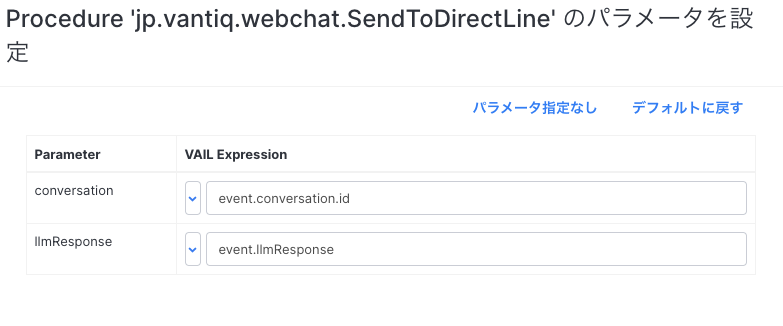 Procedure 'jp.vantiq.webchat.SendToDirectLine' のパラメータを設
定
パラメータ指定なし デフォルトに戻す
Parameter VAIL Expression
conversation event.conversation.id
llmResponse event.llmResponse